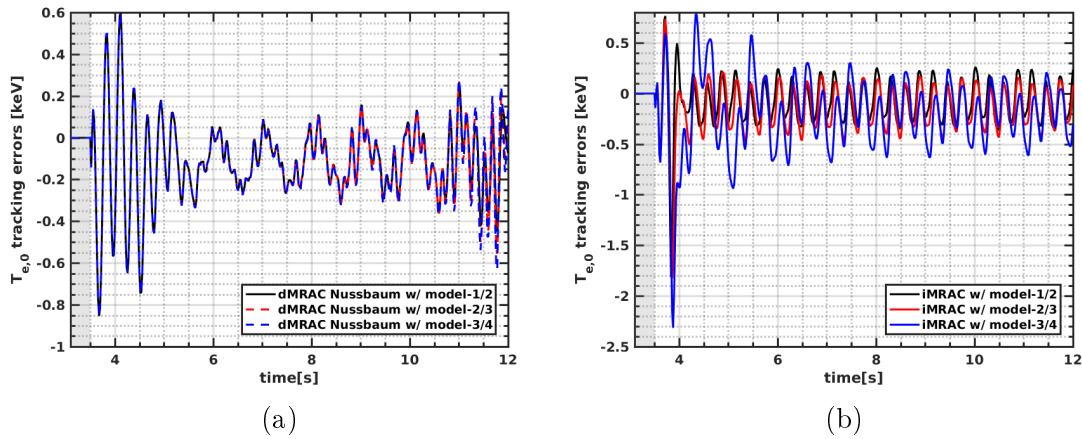 0.6
0.4
0.2
0
-0.2
-0.4
-0.6
-0.8
-1
T_e,0 tracking errors [keV]
dMRAC Nussbaum w/ model-1/2
dMRAC Nussbaum w/ model-2/3
dMRAC Nussbaum w/ model-3/4
4 6 8 10 12
time[s]
(a)
0.5
0
-0.5
-1
-1.5
-2
-2.5
T_e,0 tracking errors [keV]
iMRAC w/ model-1/2
iMRAC w/ model-2/3
iMRAC w/ model-3/4
4 6 8 10 12
time[s]
(b)